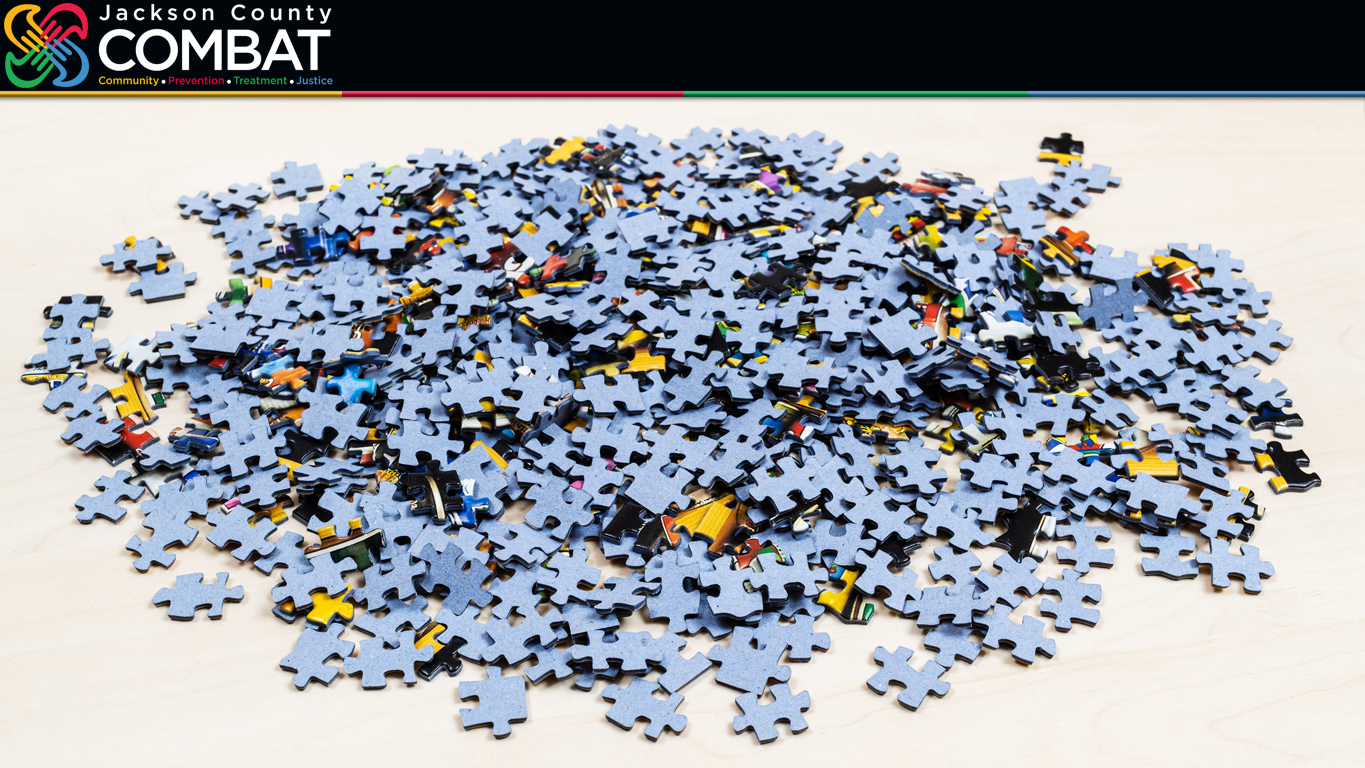 Jackson County
COMBAT
Community • Prevention • Treatment • Justice